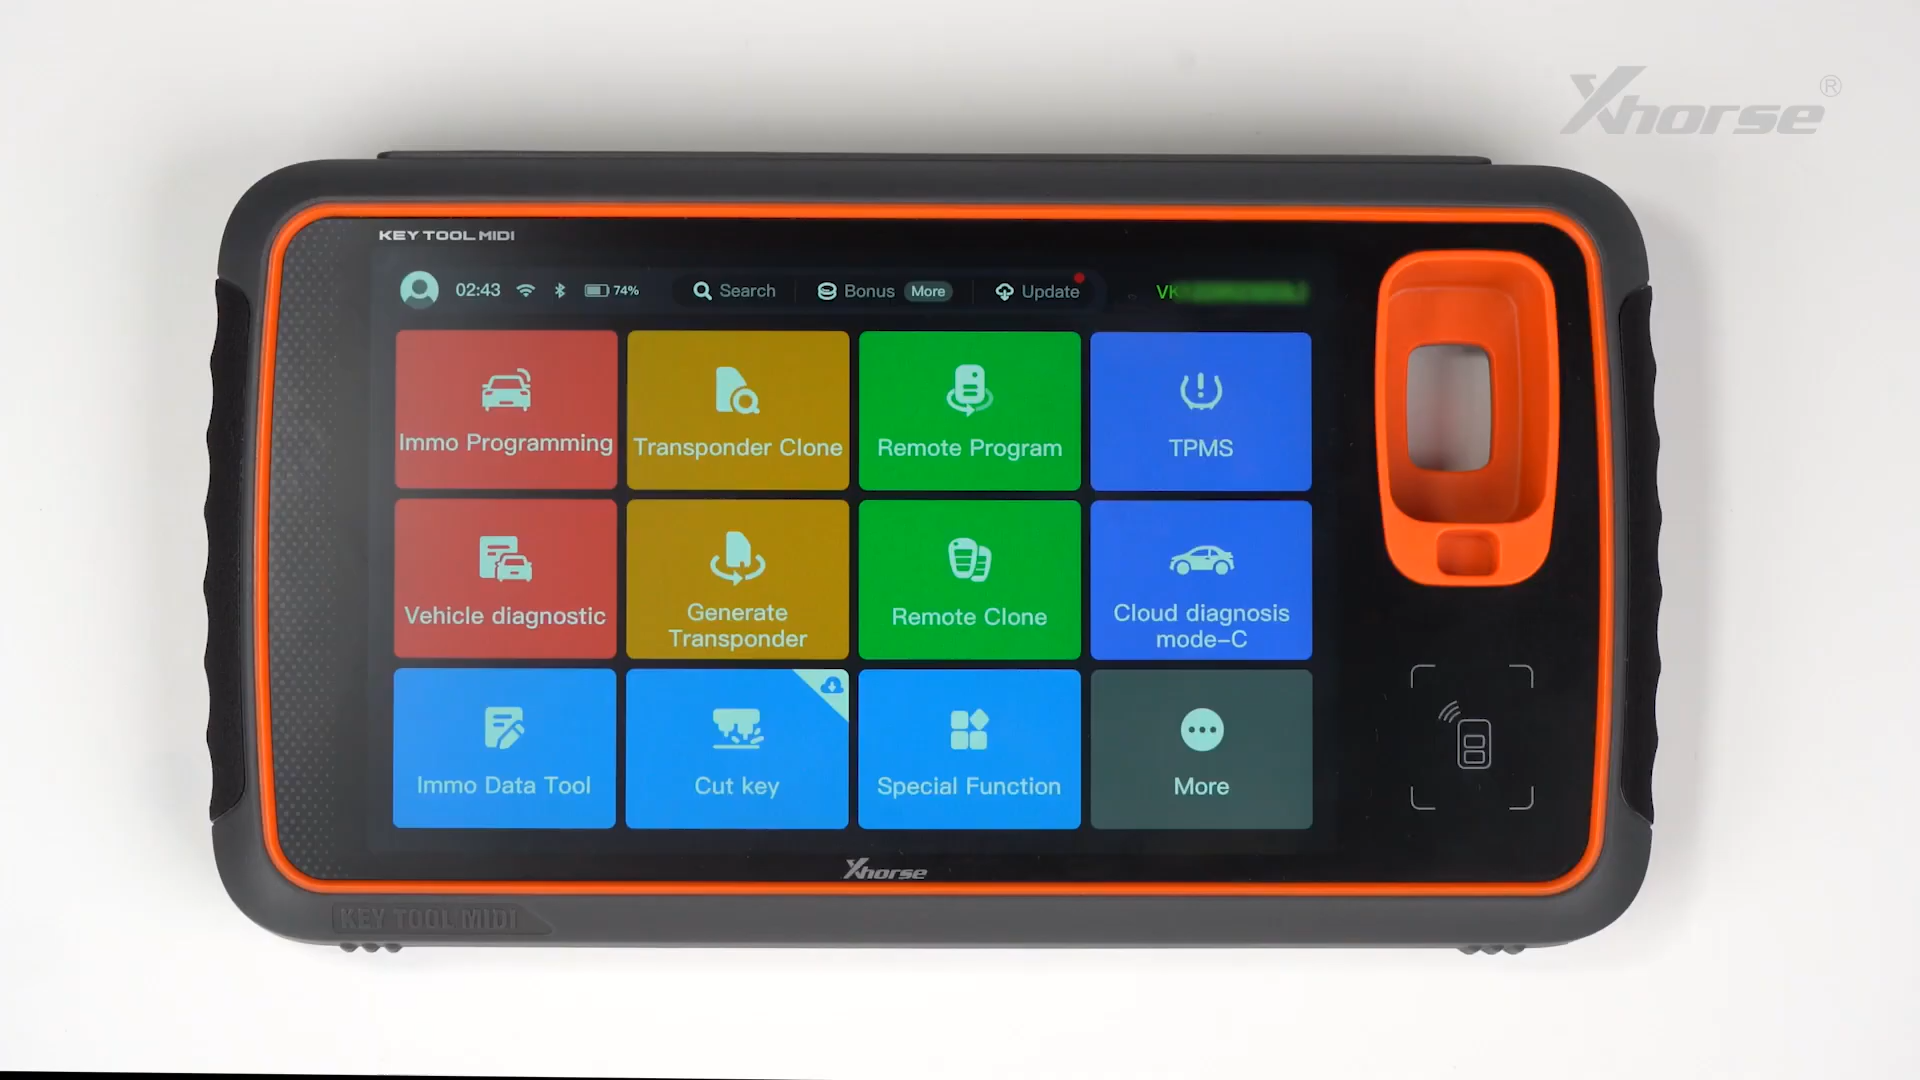 Xhorse®
KEY TOOL MIDI
02:43 74% Search Bonus More Update VK
Immo Programming Transponder Clone Remote Program TPMS
Vehicle diagnostic Generate Transponder Remote Clone Cloud diagnosis mode-C
Immo Data Tool Cut key Special Function More
Xhorse
KEY TOOL MIDI